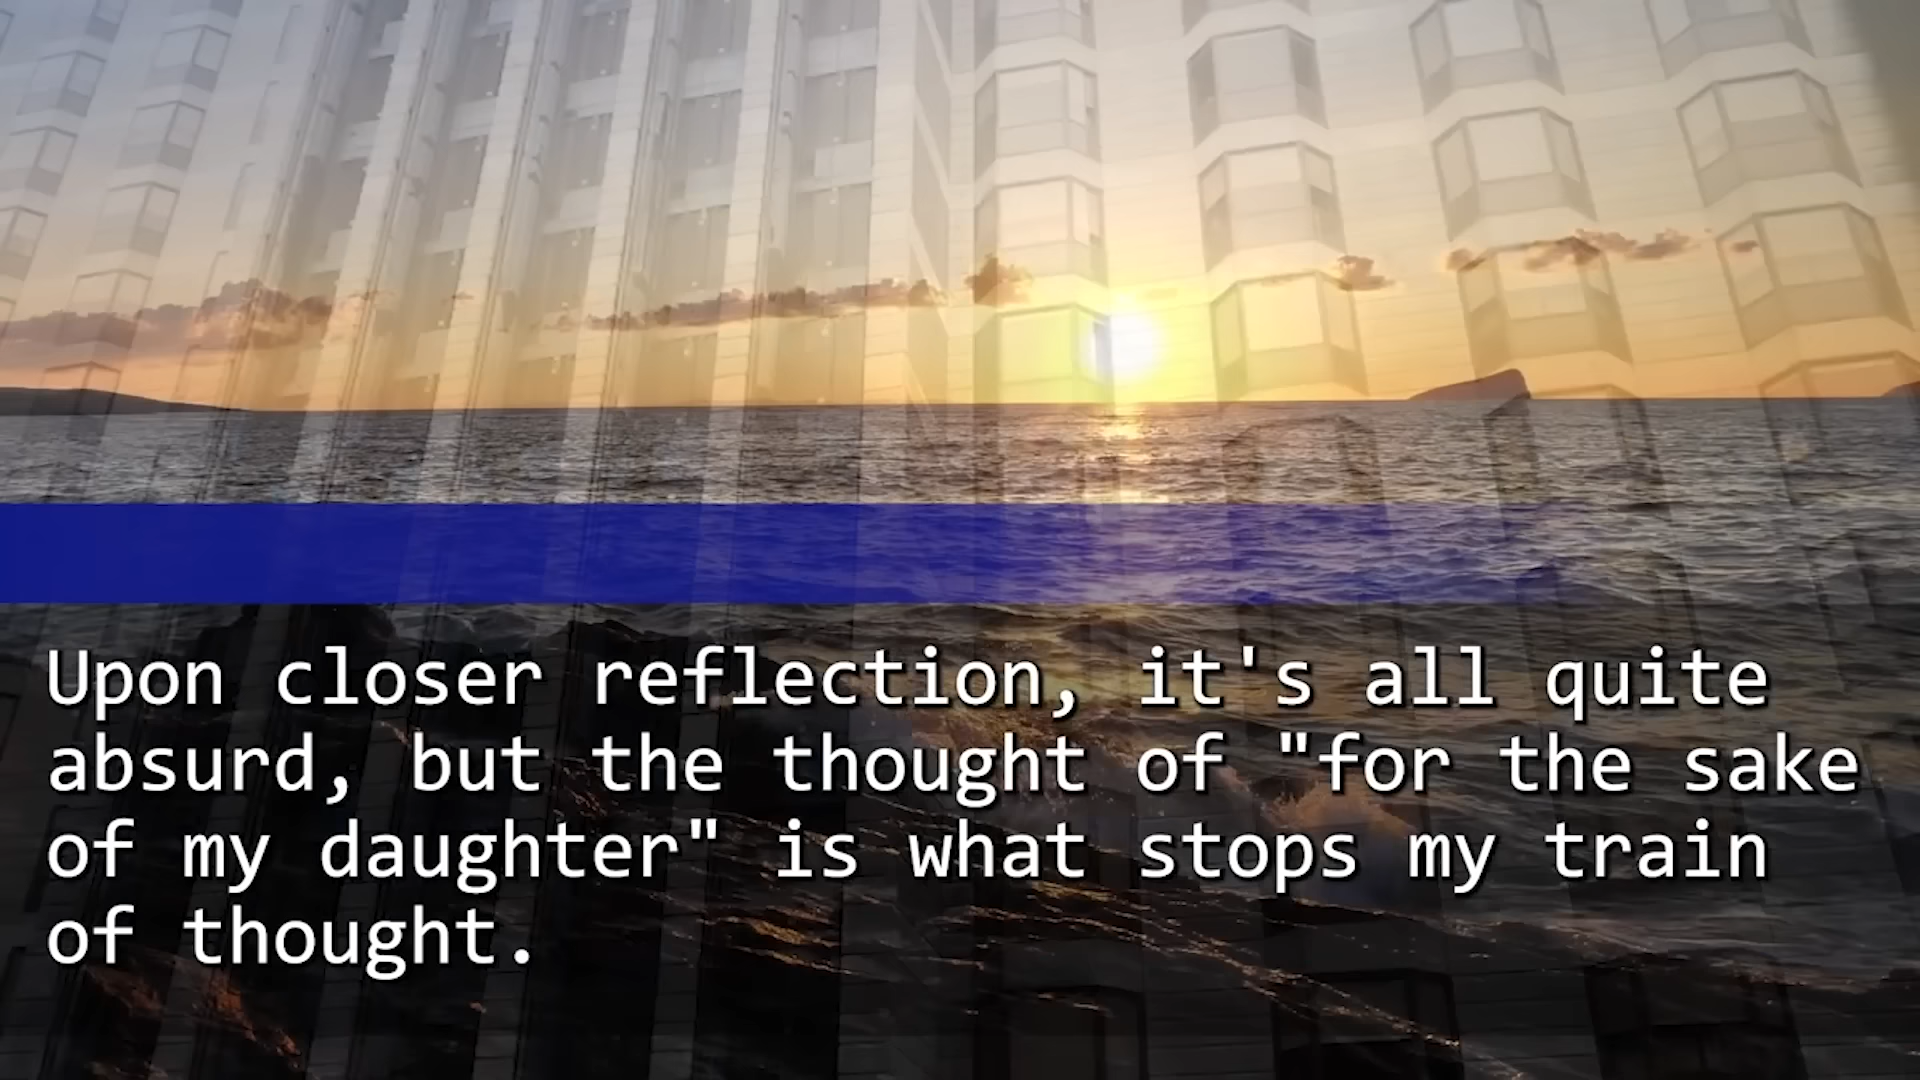 Upon closer reflection, it's all quite
absurd, but the thought of "for the sake
of my daughter" is what stops my train
of thought.